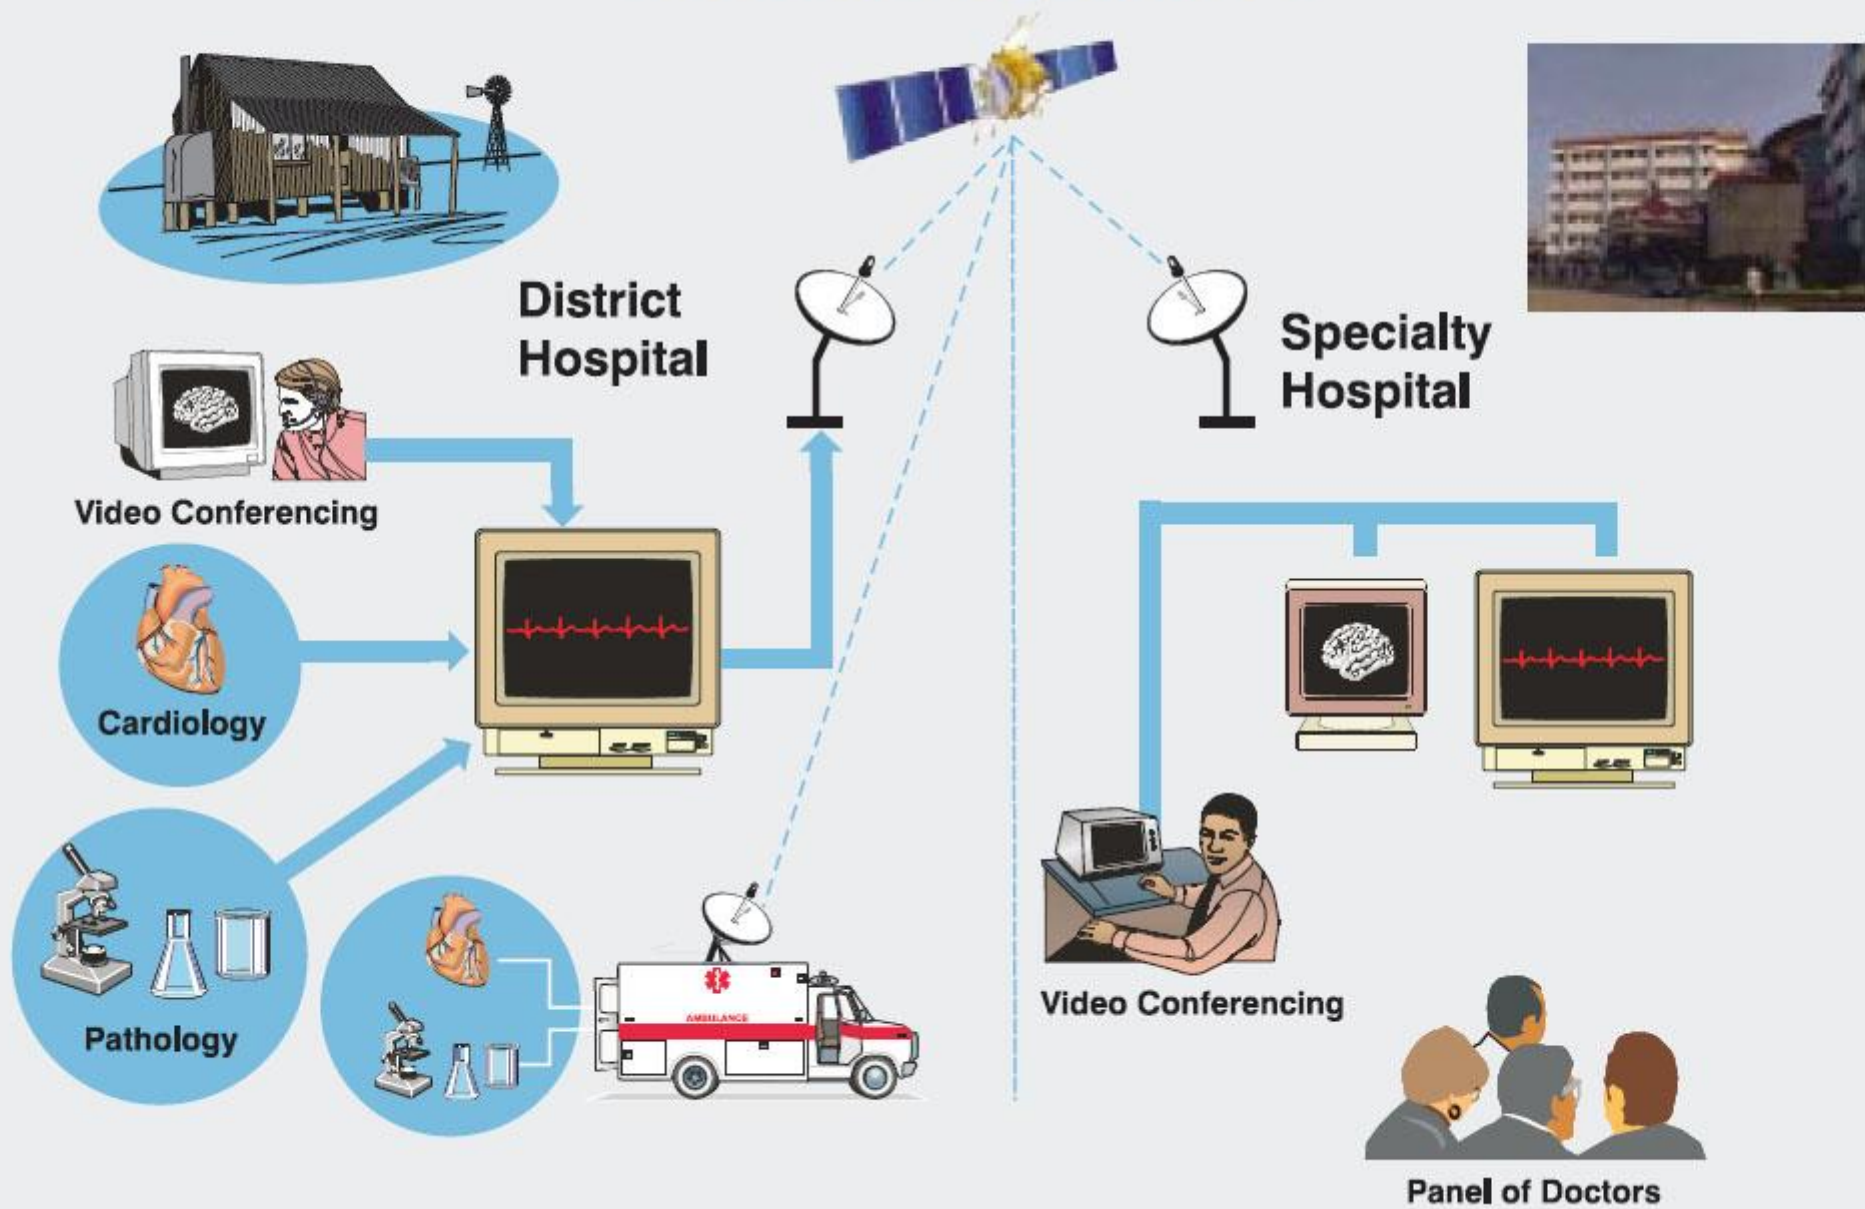 District
Hospital
Specialty
Hospital
Video Conferencing
Cardiology
Pathology
AMBULANCE
Video Conferencing
Panel of Doctors